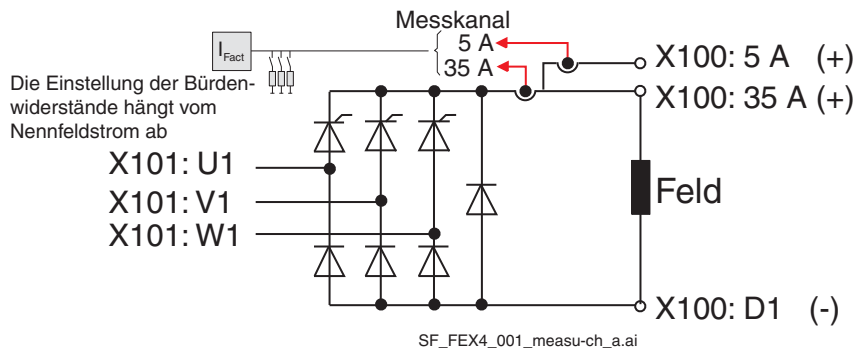 Messkanal
I Fact
5 A
35 A
X100: 5 A (+)
X100: 35 A (+)
Die Einstellung der Bürden-
widerstände hängt vom
Nennfeldstrom ab
X101: U1
X101: V1
X101: W1
Feld
X100: D1 (-)
SF_FEX4_001_measu-ch_a.ai